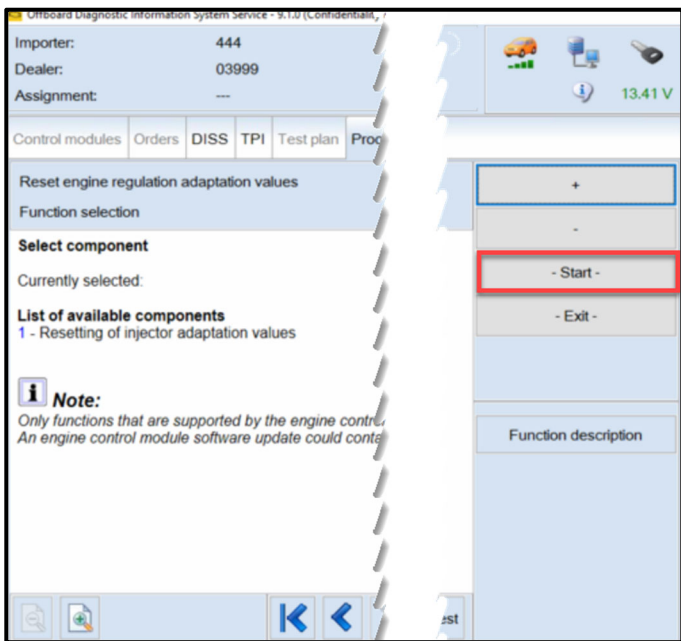 Offboard Diagnostic Information System Service - 9.1.0
Importer: 444
Dealer: 03999
Assignment: ---
13.41 V
Control modules Orders DISS TPI Test plan
Reset engine regulation adaptation values
Function selection
Select component
Currently selected:
List of available components
1 - Resetting of injector adaptation values
Note:
Only functions that are supported by the engine
An engine control module software update could
+
-
- Start -
- Exit -
Function description